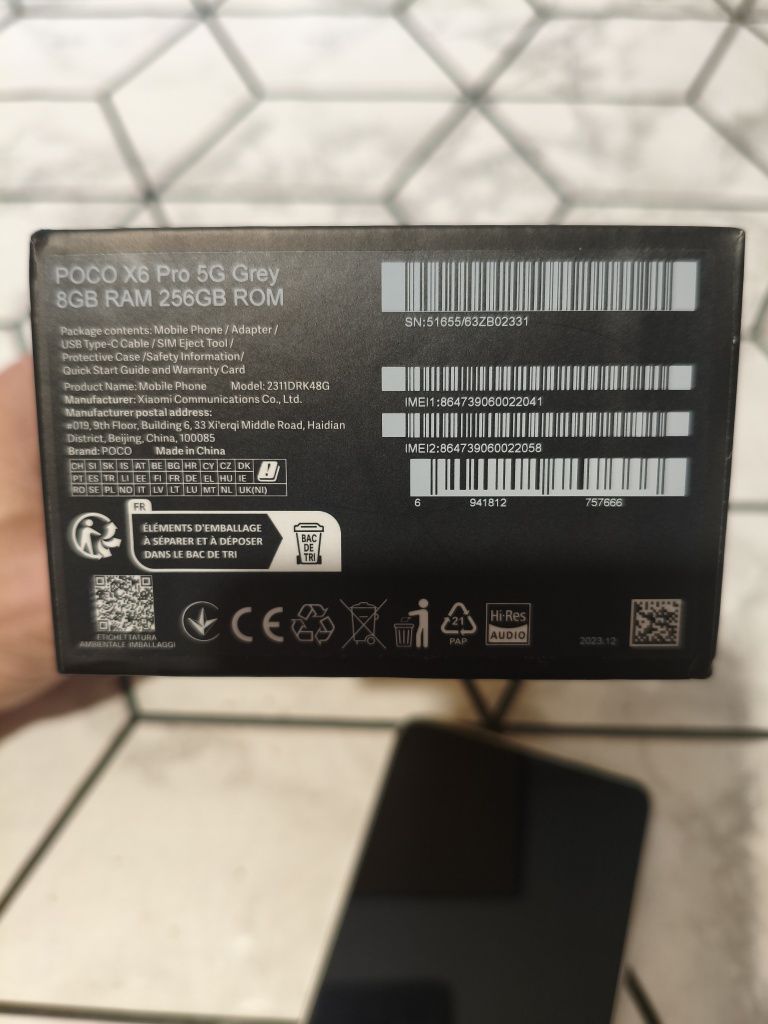 POCO X6 Pro 5G Grey
8GB RAM 256GB ROM
Package contents: Mobile Phone / Adapter /
USB Type-C Cable / SIM Eject Tool /
Protective Case /Safety Information/
Quick Start Guide and Warranty Card
Product Name: Mobile Phone Model: 2311DRK48G
Manufacturer: Xiaomi Communications Co., Ltd.
Manufacturer postal address:
#019, 9th Floor, Building 6, 33 Xi'erqi Middle Road, Haidian
District, Beijing, China, 100085
Brand: POCO Made in China
CH SI SK IS AT BE BG HR CY CZ DK
PT ES TR LI EE FI FR DE EL HU IE
RO SE PL NO IT LV LT LU MT NL UK(NI)
SN:51655/63ZB02331
IMEI1:864739060022041
IMEI2:864739060022058
6 941812 757666
FR
ÉLÉMENTS D'EMBALLAGE
À SÉPARER ET À DÉPOSER
DANS LE BAC DE TRI
BAC
DE
TRI
ETICHETTATURA
AMBIENTALE IMBALLAGGI
CE
21
PAP
Hi-Res
AUDIO
2023.12